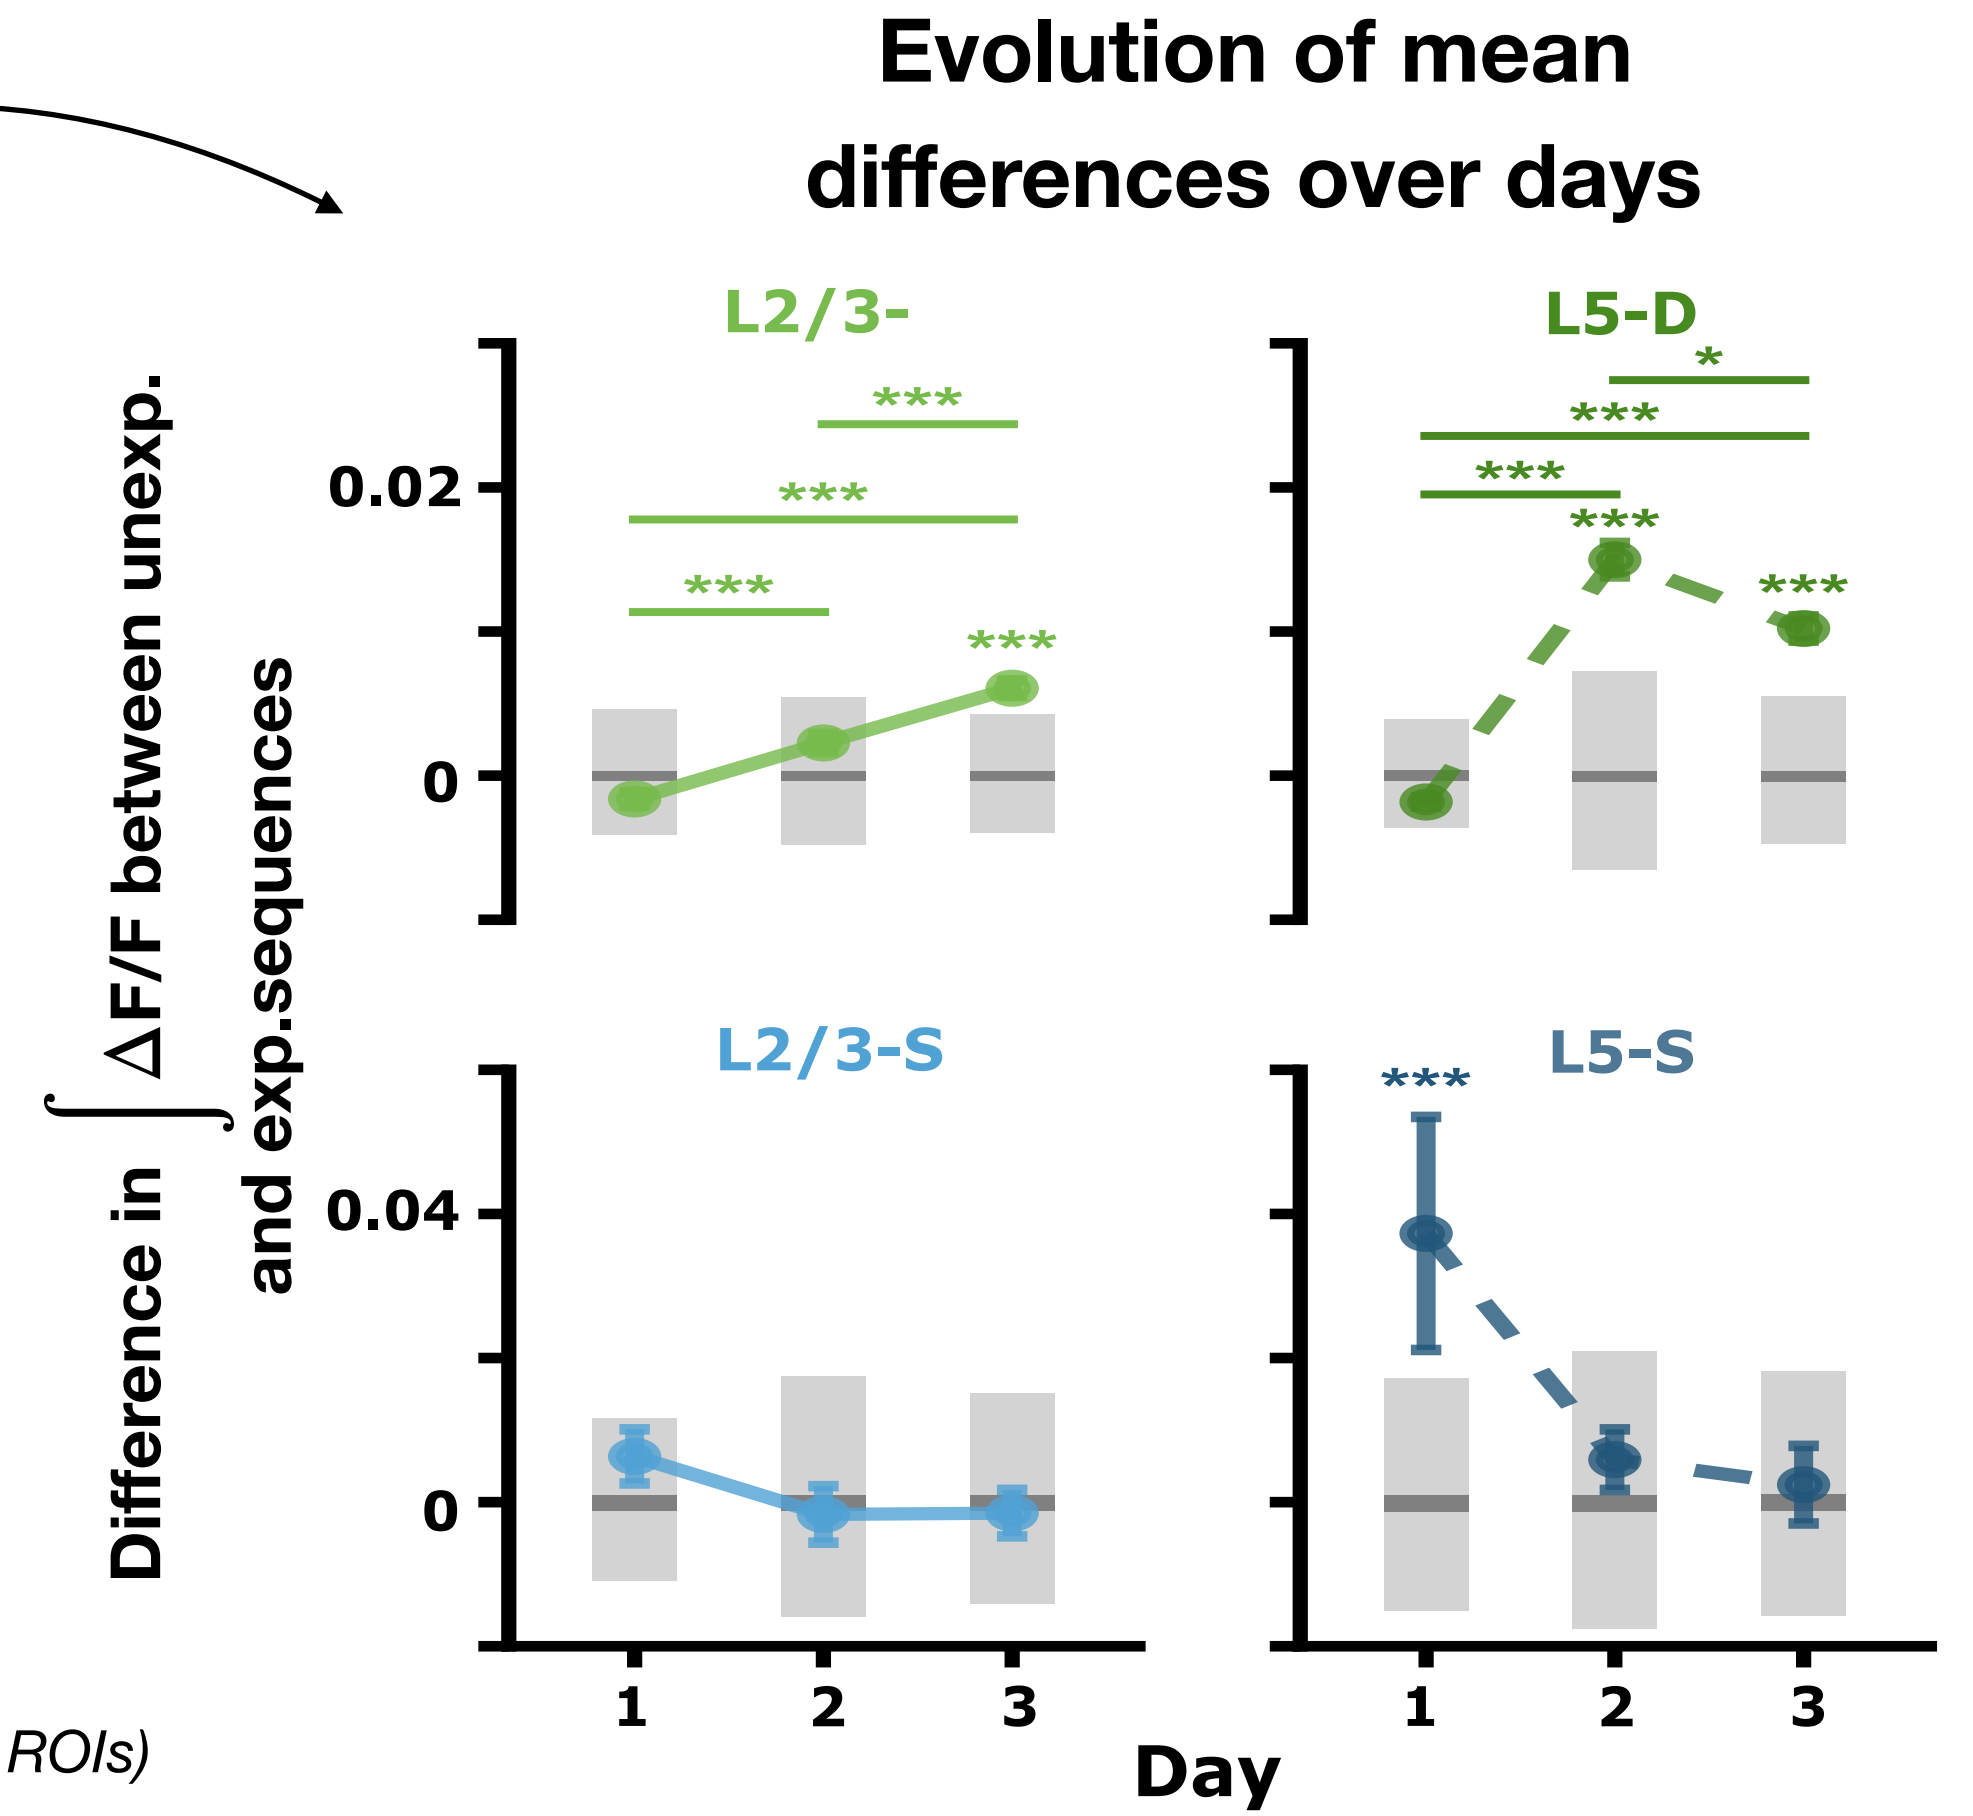 Evolution of mean
differences over days
Difference in ∫ ΔF/F between unexp.
and exp.sequences
L2/3-
***
***
***
***
0.02
0
L5-D
*
***
***
***
***
L2/3-S
0.04
0
1
2
3
L5-S
***
1
2
3
Day
ROIs)